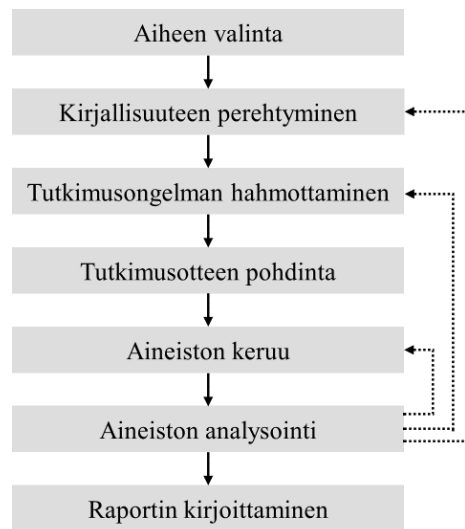 Aiheen valinta
Kirjallisuuteen perehtyminen
Tutkimusongelman hahmottaminen
Tutkimusotteen pohdinta
Aineiston keruu
Aineiston analysointi
Raportin kirjoittaminen